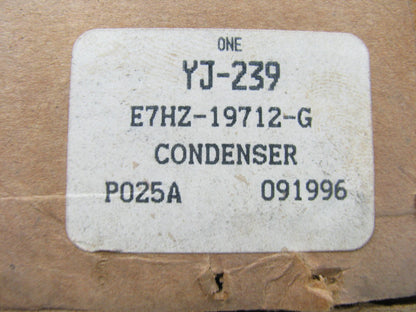 ONE
YJ-239
E7HZ-19712-G
CONDENSER
P025A 091996